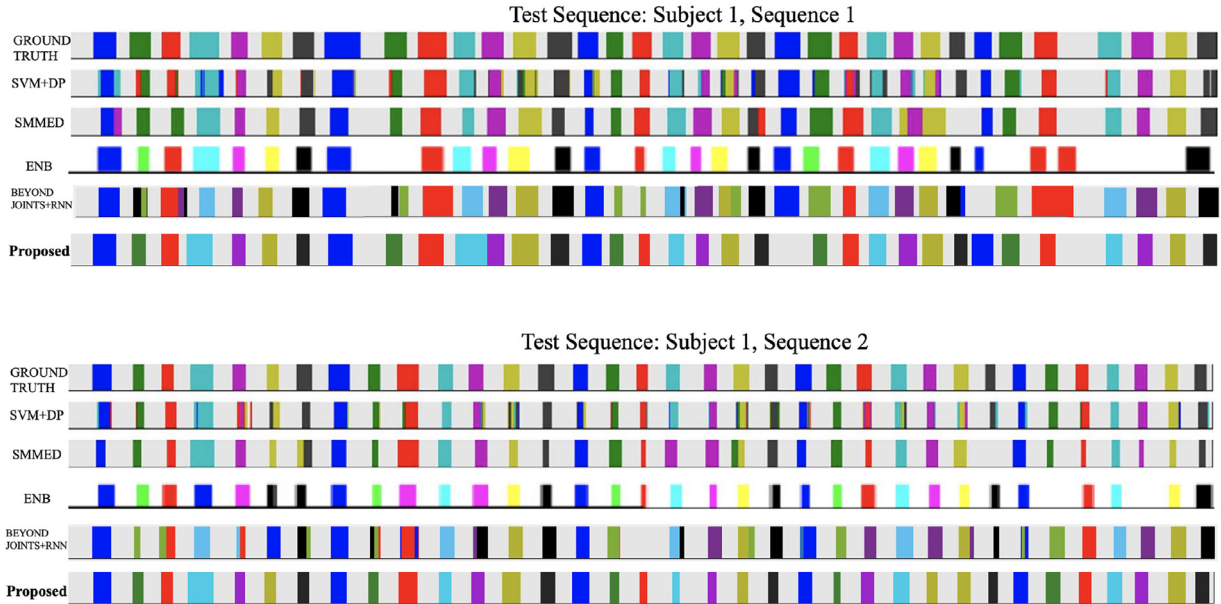 Test Sequence: Subject 1, Sequence 1
GROUND
TRUTH
SVM+DP
SMMED
ENB
BEYOND
JOINTS+RNN
Proposed
Test Sequence: Subject 1, Sequence 2
GROUND
TRUTH
SVM+DP
SMMED
ENB
BEYOND
JOINTS+RNN
Proposed